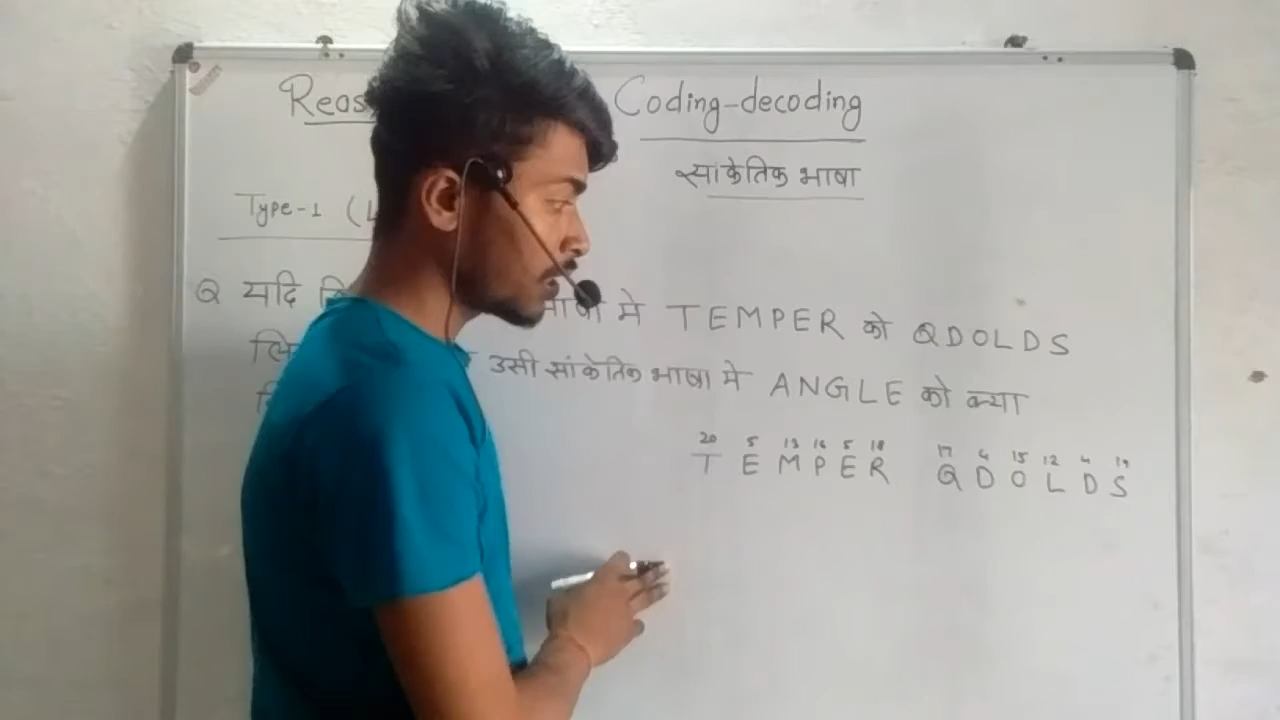 Reas Coding-decoding
सांकेतिक भाषा
Type-1 (
Q यदि में TEMPER को QDOLDS
उसी सांकेतिक भाषा में ANGLE को क्या
20 5 13 16 5 18 17 4 15 12 4 19
T E M P E R Q D O L D S